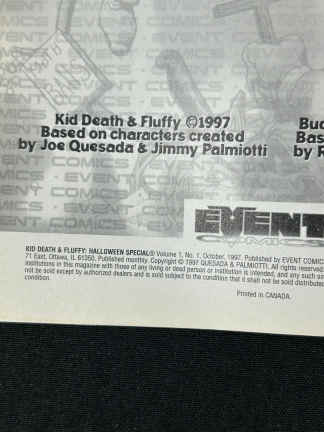 Kid Death & Fluffy ©1997
Based on characters created
by Joe Quesada & Jimmy Palmiotti
Bas
by R
EVENT
COMICS
KID DEATH & FLUFFY: HALLOWEEN SPECIAL® Volume 1, No. 1, October, 1997. Published by EVENT COMICS
71 East, Ottawa, IL 61350. Published monthly. Copyright © 1997 QUESADA & PALMIOTTI. All rights reserved
institutions in this magazine with those of any living or dead person or institution is intended, and any such
not be sold except by authorized dealers and is sold subject to the condition that it shall not be sold distribute
condition.
Printed in CANADA.